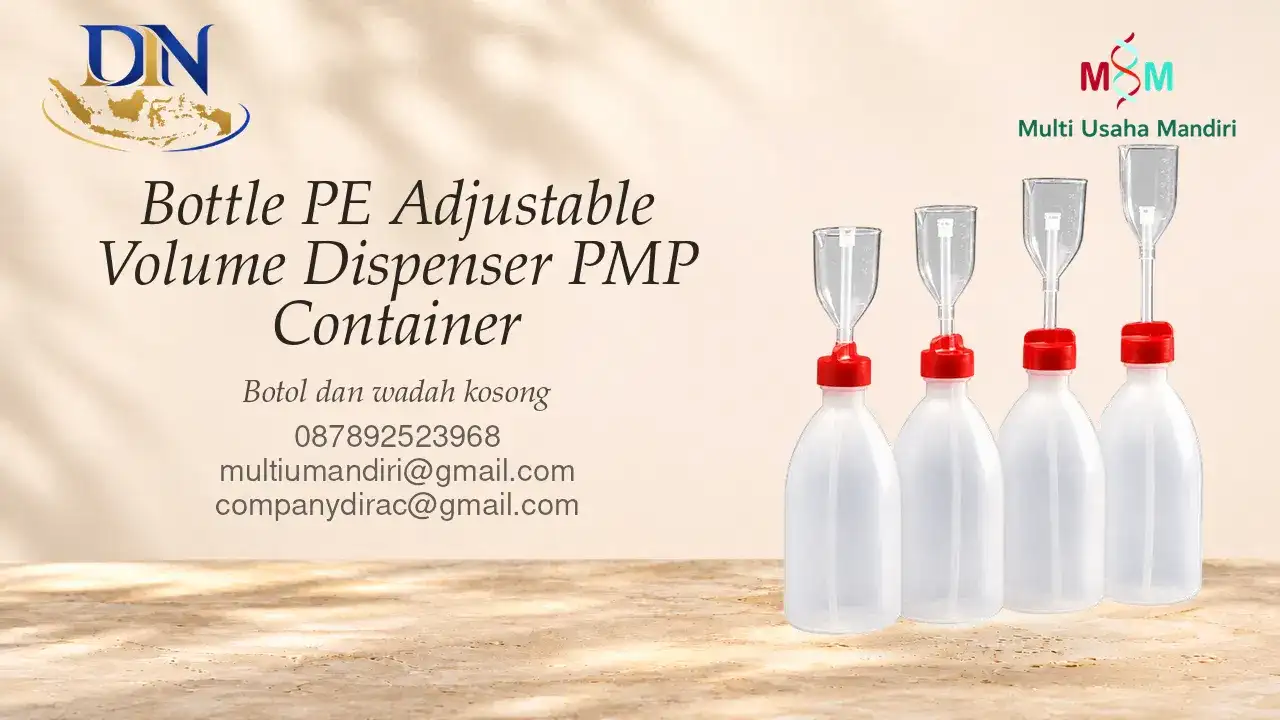 DIN
MSM
Multi Usaha Mandiri
Bottle PE Adjustable
Volume Dispenser PMP
Container
Botol dan wadah kosong
087892523968
multiumandiri@gmail.com
companydirac@gmail.com